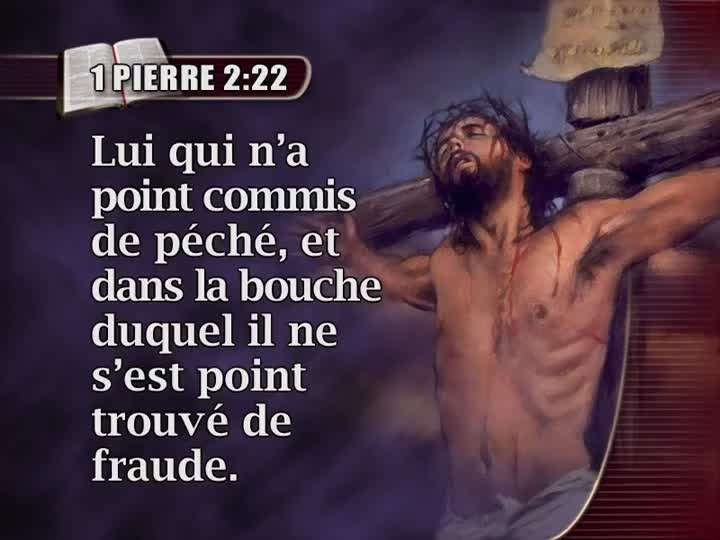 1 PIERRE 2:22
Lui qui n’a
point commis
de péché, et
dans la bouche
duquel il ne
s’est point
trouvé de
fraude.